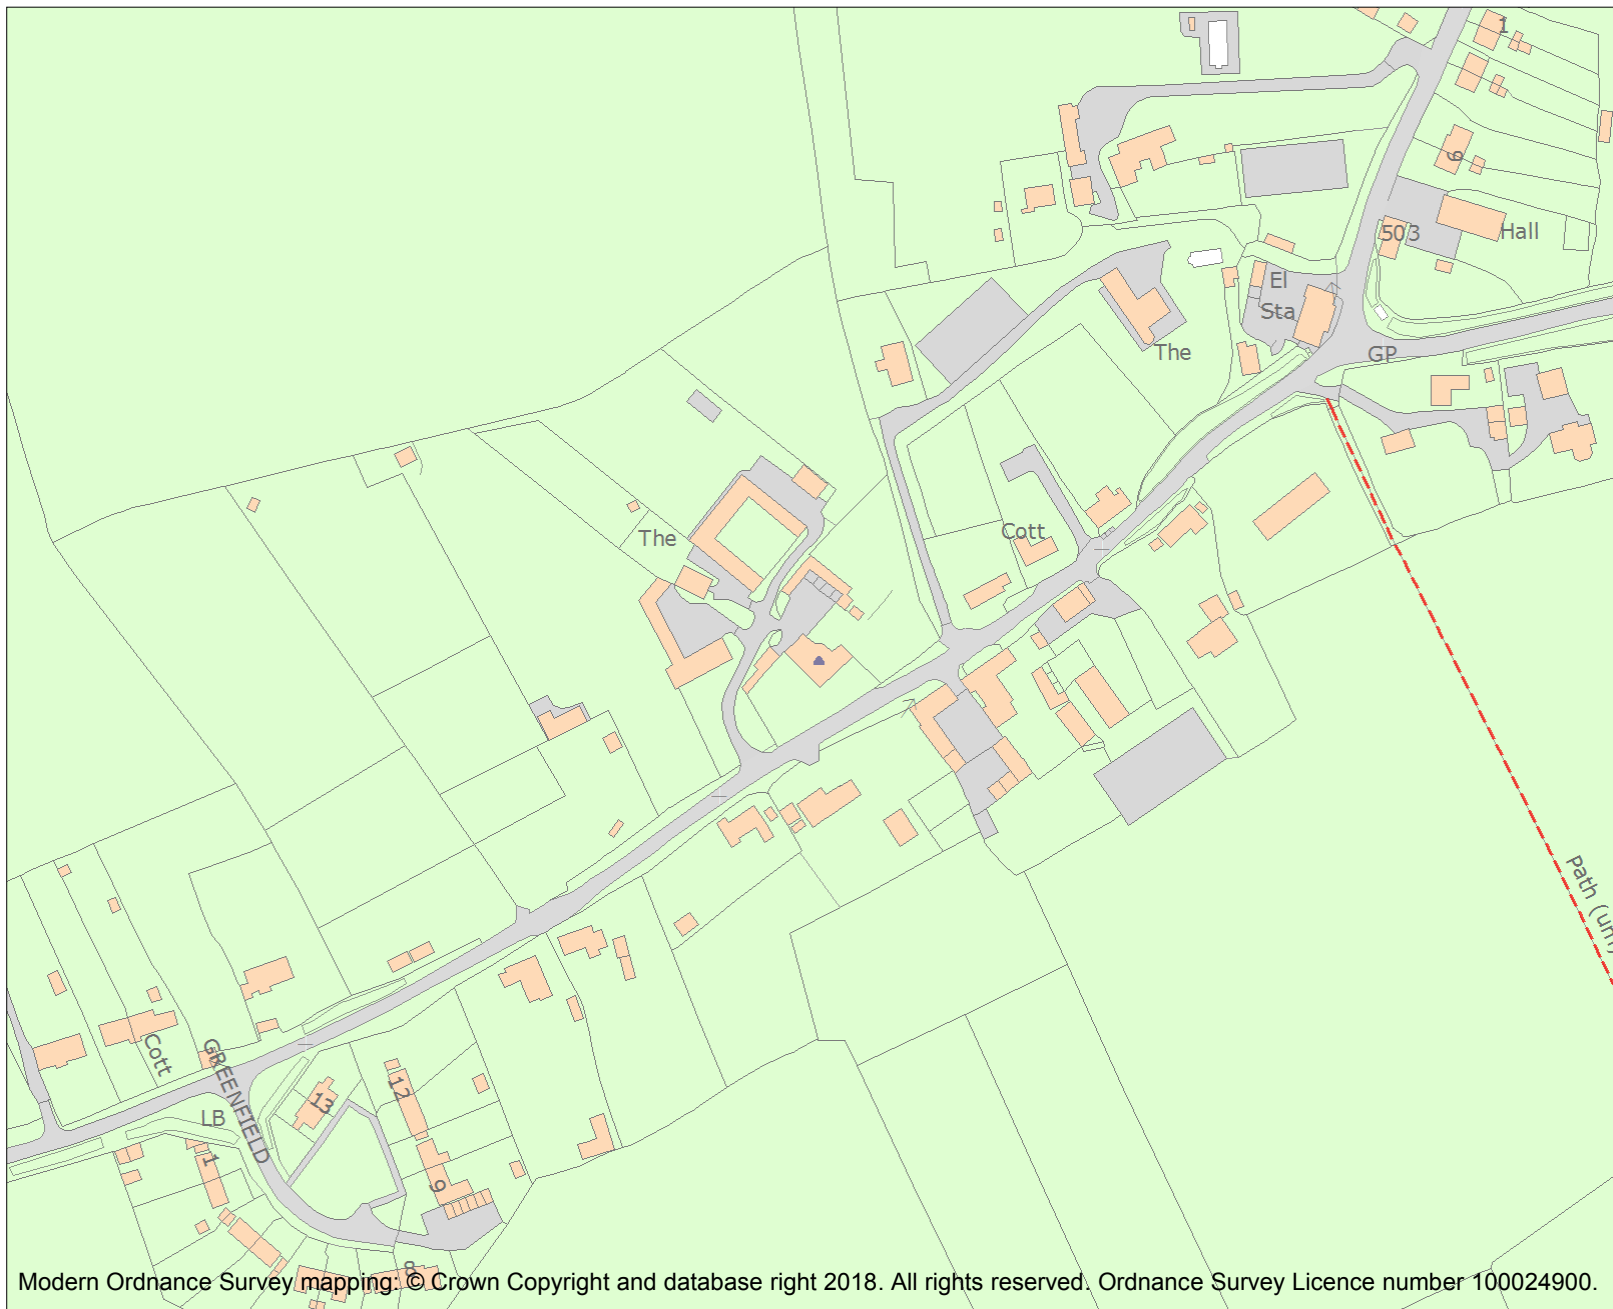 1
6
503
Hall
El
Sta
The
GP
Cott
The
Path (um)
Cott
GREENFIELD
13
12
LB
1
9
8
Modern Ordnance Survey mapping: © Crown Copyright and database right 2018. All rights reserved. Ordnance Survey Licence number 100024900.